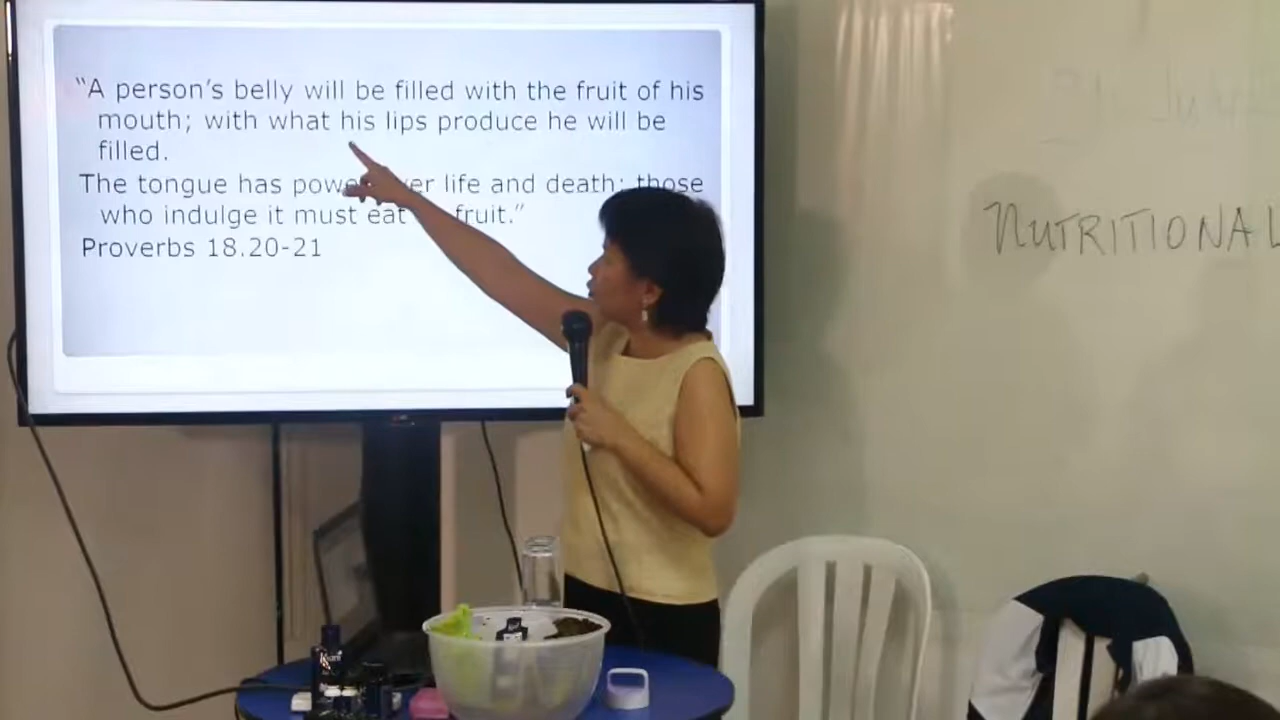 "A person's belly will be filled with the fruit of his
mouth; with what his lips produce he will be
filled.
The tongue has power over life and death; those
who indulge it must eat fruit."
Proverbs 18.20-21
NUTRITIONAL